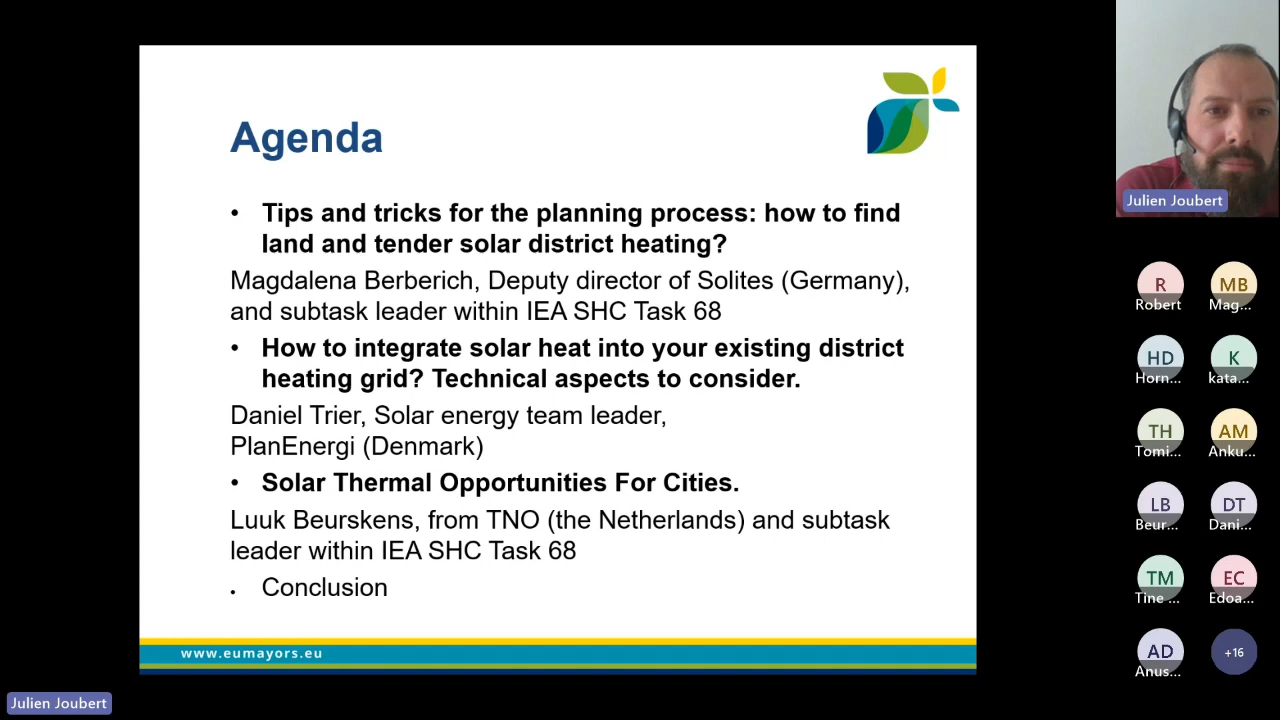 Agenda
• Tips and tricks for the planning process: how to find
land and tender solar district heating?
Magdalena Berberich, Deputy director of Solites (Germany),
and subtask leader within IEA SHC Task 68
• How to integrate solar heat into your existing district
heating grid? Technical aspects to consider.
Daniel Trier, Solar energy team leader,
PlanEnergi (Denmark)
• Solar Thermal Opportunities For Cities.
Luuk Beurskens, from TNO (the Netherlands) and subtask
leader within IEA SHC Task 68
• Conclusion
www.eumayors.eu
Julien Joubert
Julien Joubert
R
Robert
MB
Mag...
HD
Horn...
K
kata...
TH
Tomi...
AM
Anku...
LB
Beur...
DT
Dani...
TM
Tine ...
EC
Edoa...
AD
Anus...
+16